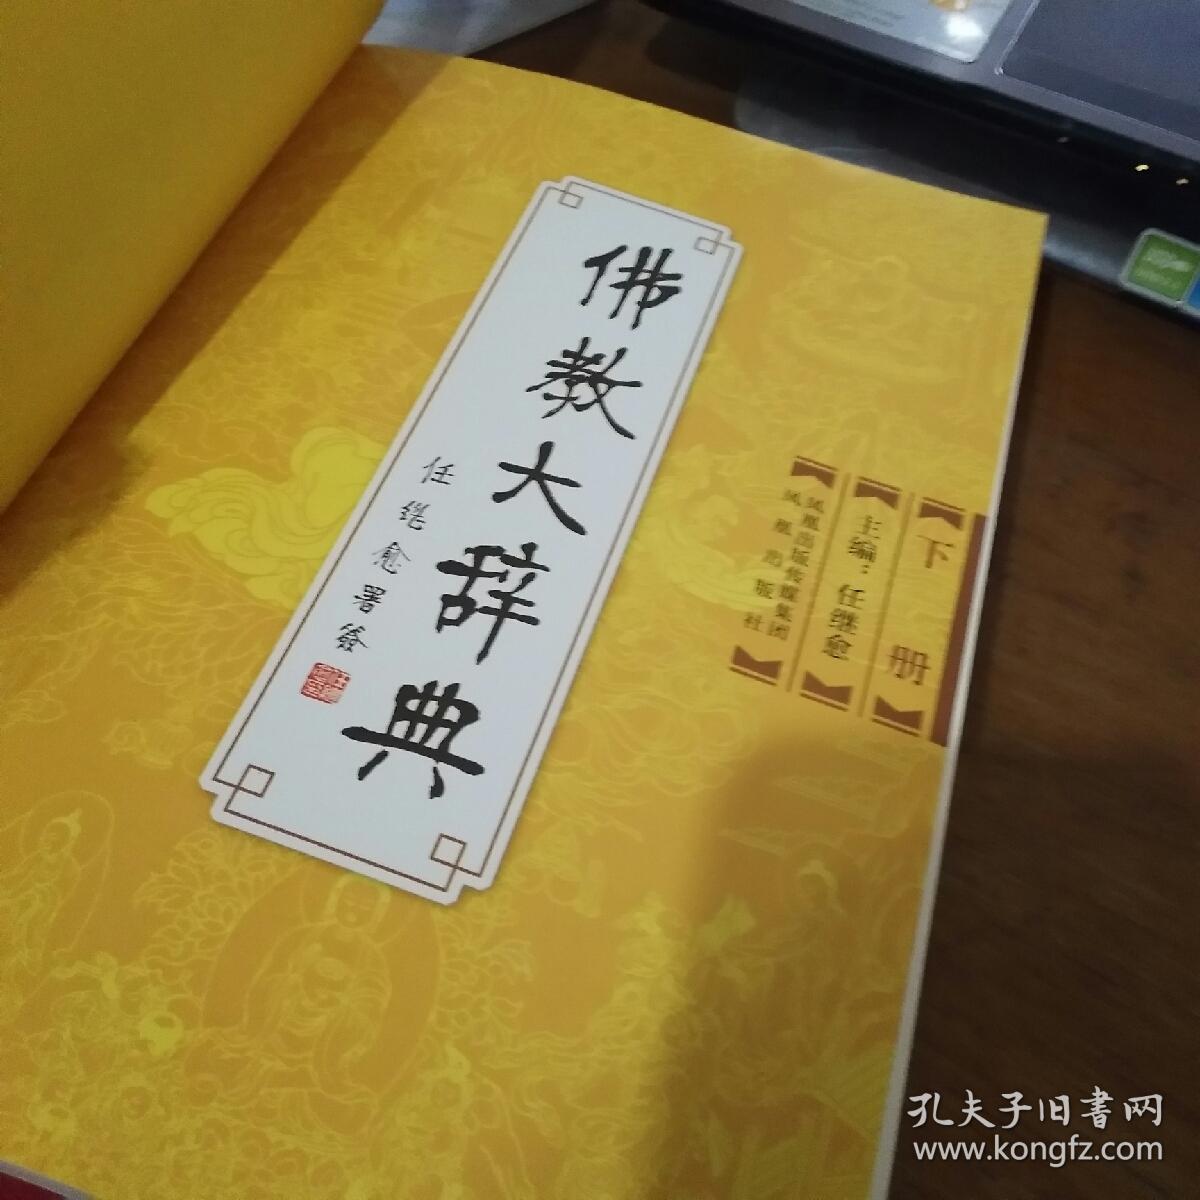 佛教大辞典
任继愈署签
下册
主编：任继愈
凤凰出版传媒集团
凤凰出版社
孔夫子旧書网
www.kongfz.com